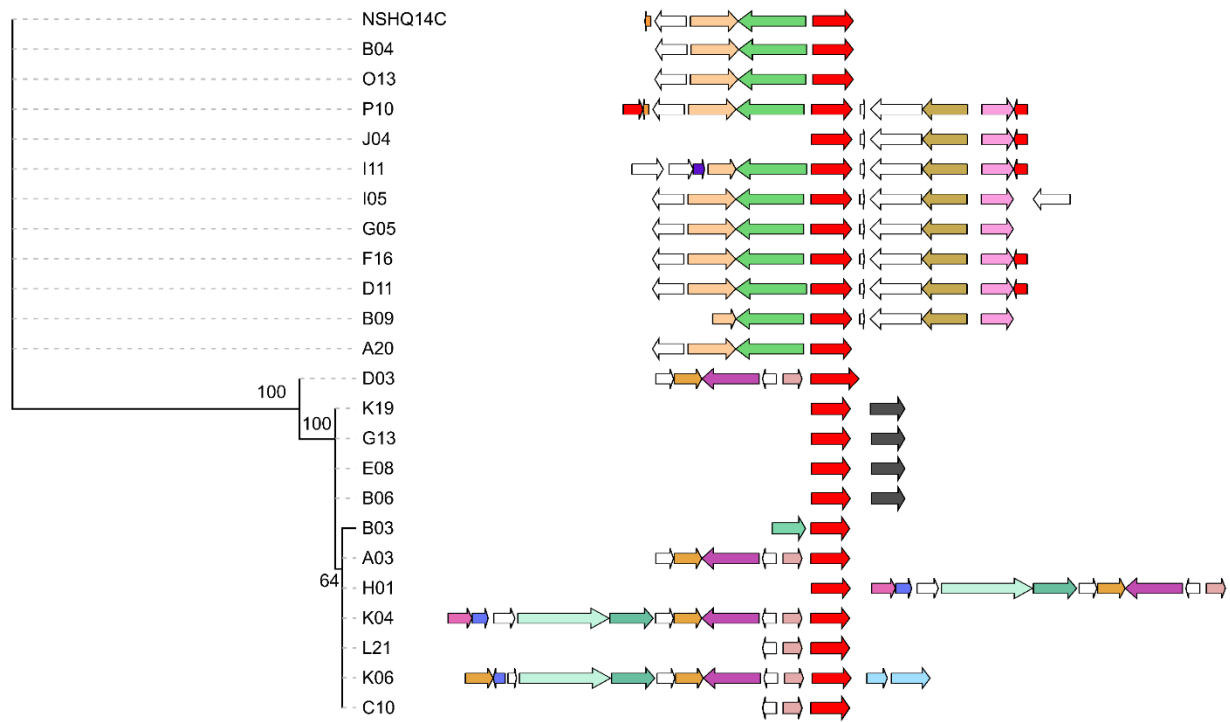 NSHQ14C
B04
O13
P10
J04
I11
I05
G05
F16
D11
B09
A20
D03
100
K19
100
G13
E08
B06
B03
A03
64
H01
K04
L21
K06
C10